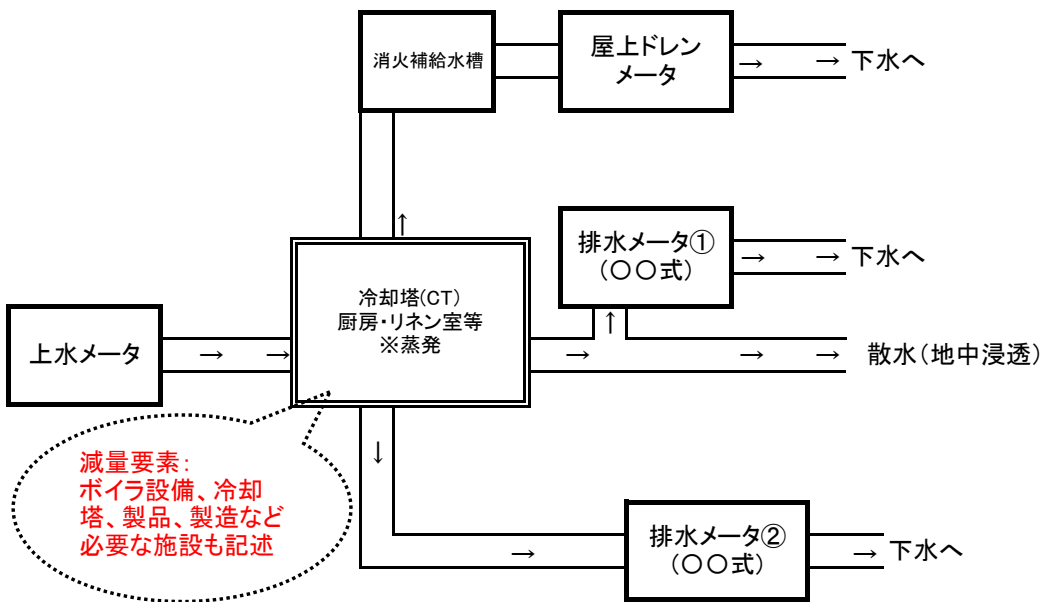 消火補給水槽
屋上ドレン
メータ
→ → 下水へ
↑
排水メータ①
(〇〇式)
→ → 下水へ
冷却塔(CT)
厨房・リネン室等
※蒸発
上水メータ
→ →
→
↑
→ →
散水(地中浸透)
減量要素:
ボイラ設備、冷却
塔、製品、製造など
必要な施設も記述
↓
→
排水メータ②
(〇〇式)
→ 下水へ